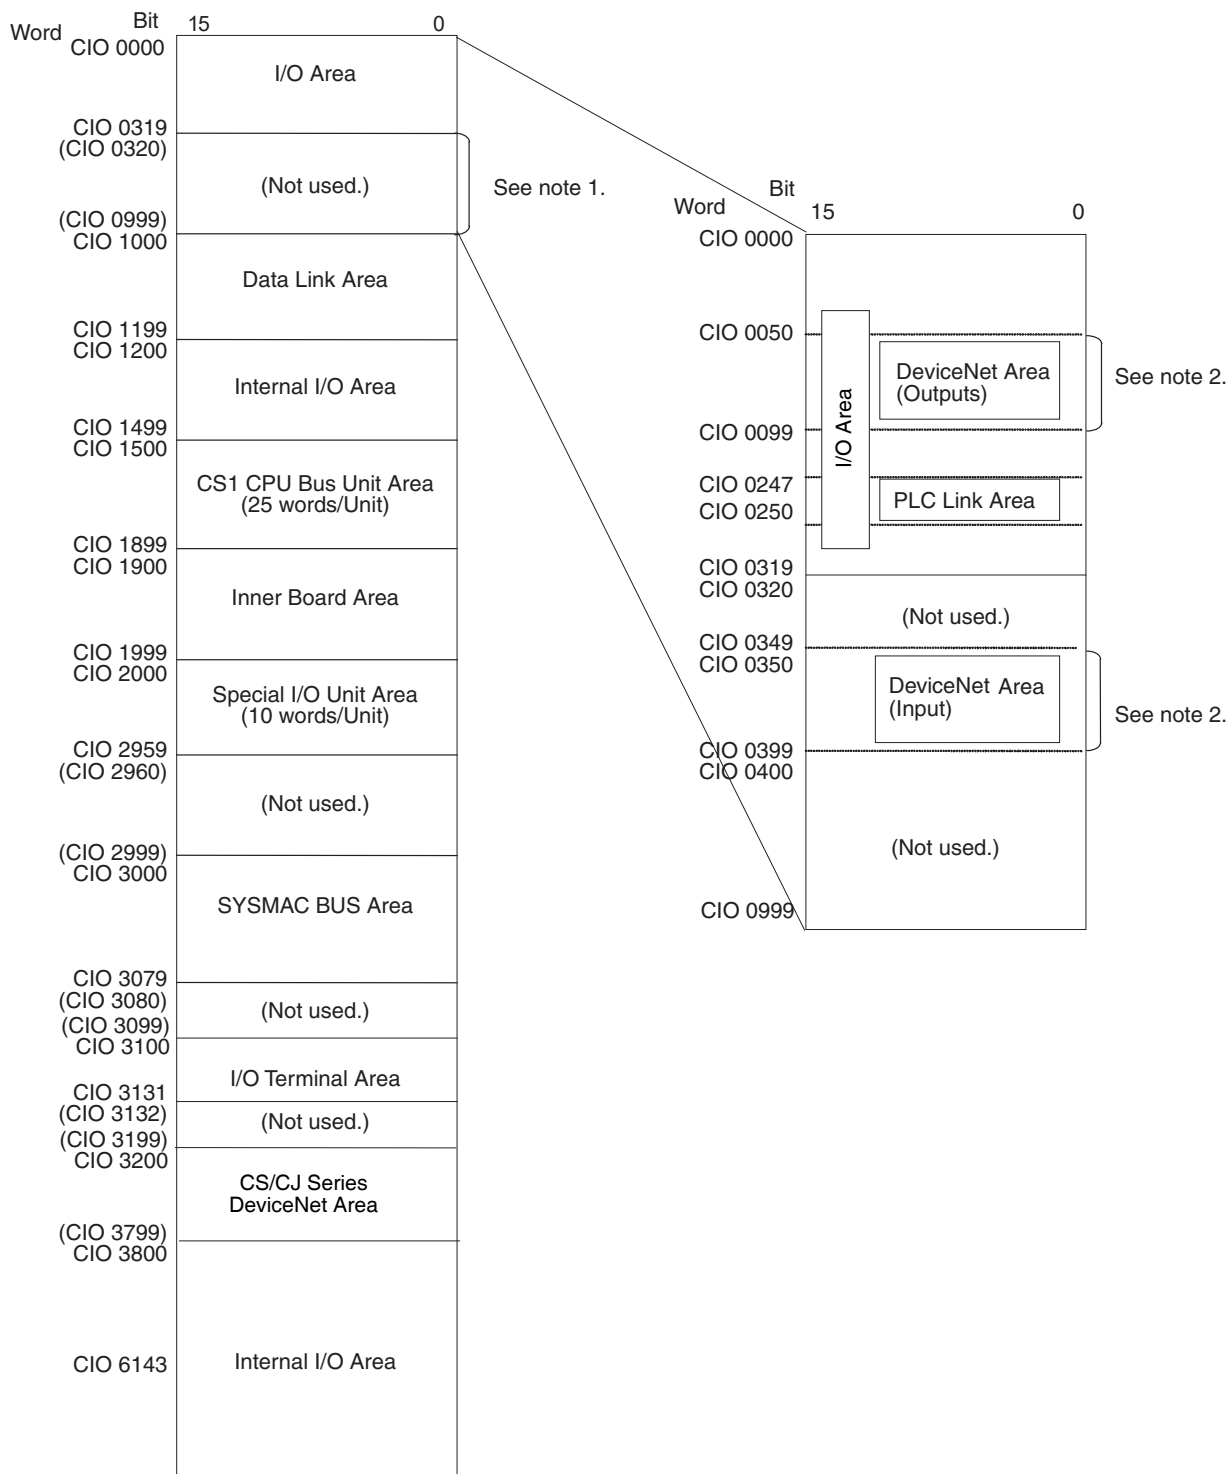 Bit
Word
15
0
CIO 0000
I/O Area
CIO 0319
(CIO 0320)
(Not used.)
See note 1.
(CIO 0999)
CIO 1000
Data Link Area
CIO 1199
CIO 1200
Internal I/O Area
CIO 1499
CIO 1500
CS1 CPU Bus Unit Area
(25 words/Unit)
CIO 1899
CIO 1900
Inner Board Area
CIO 1999
CIO 2000
Special I/O Unit Area
(10 words/Unit)
CIO 2959
(CIO 2960)
(Not used.)
(CIO 2999)
CIO 3000
SYSMAC BUS Area
CIO 3079
(CIO 3080)
(Not used.)
(CIO 3099)
CIO 3100
I/O Terminal Area
CIO 3131
(CIO 3132)
(Not used.)
(CIO 3199)
CIO 3200
CS/CJ Series
DeviceNet Area
(CIO 3799)
CIO 3800
Internal I/O Area
CIO 6143
Bit
Word
15
0
CIO 0000
CIO 0050
I/O Area
DeviceNet Area
(Outputs)
See note 2.
CIO 0099
CIO 0247
PLC Link Area
CIO 0250
CIO 0319
CIO 0320
(Not used.)
CIO 0349
CIO 0350
DeviceNet Area
(Input)
See note 2.
CIO 0399
CIO 0400
(Not used.)
CIO 0999